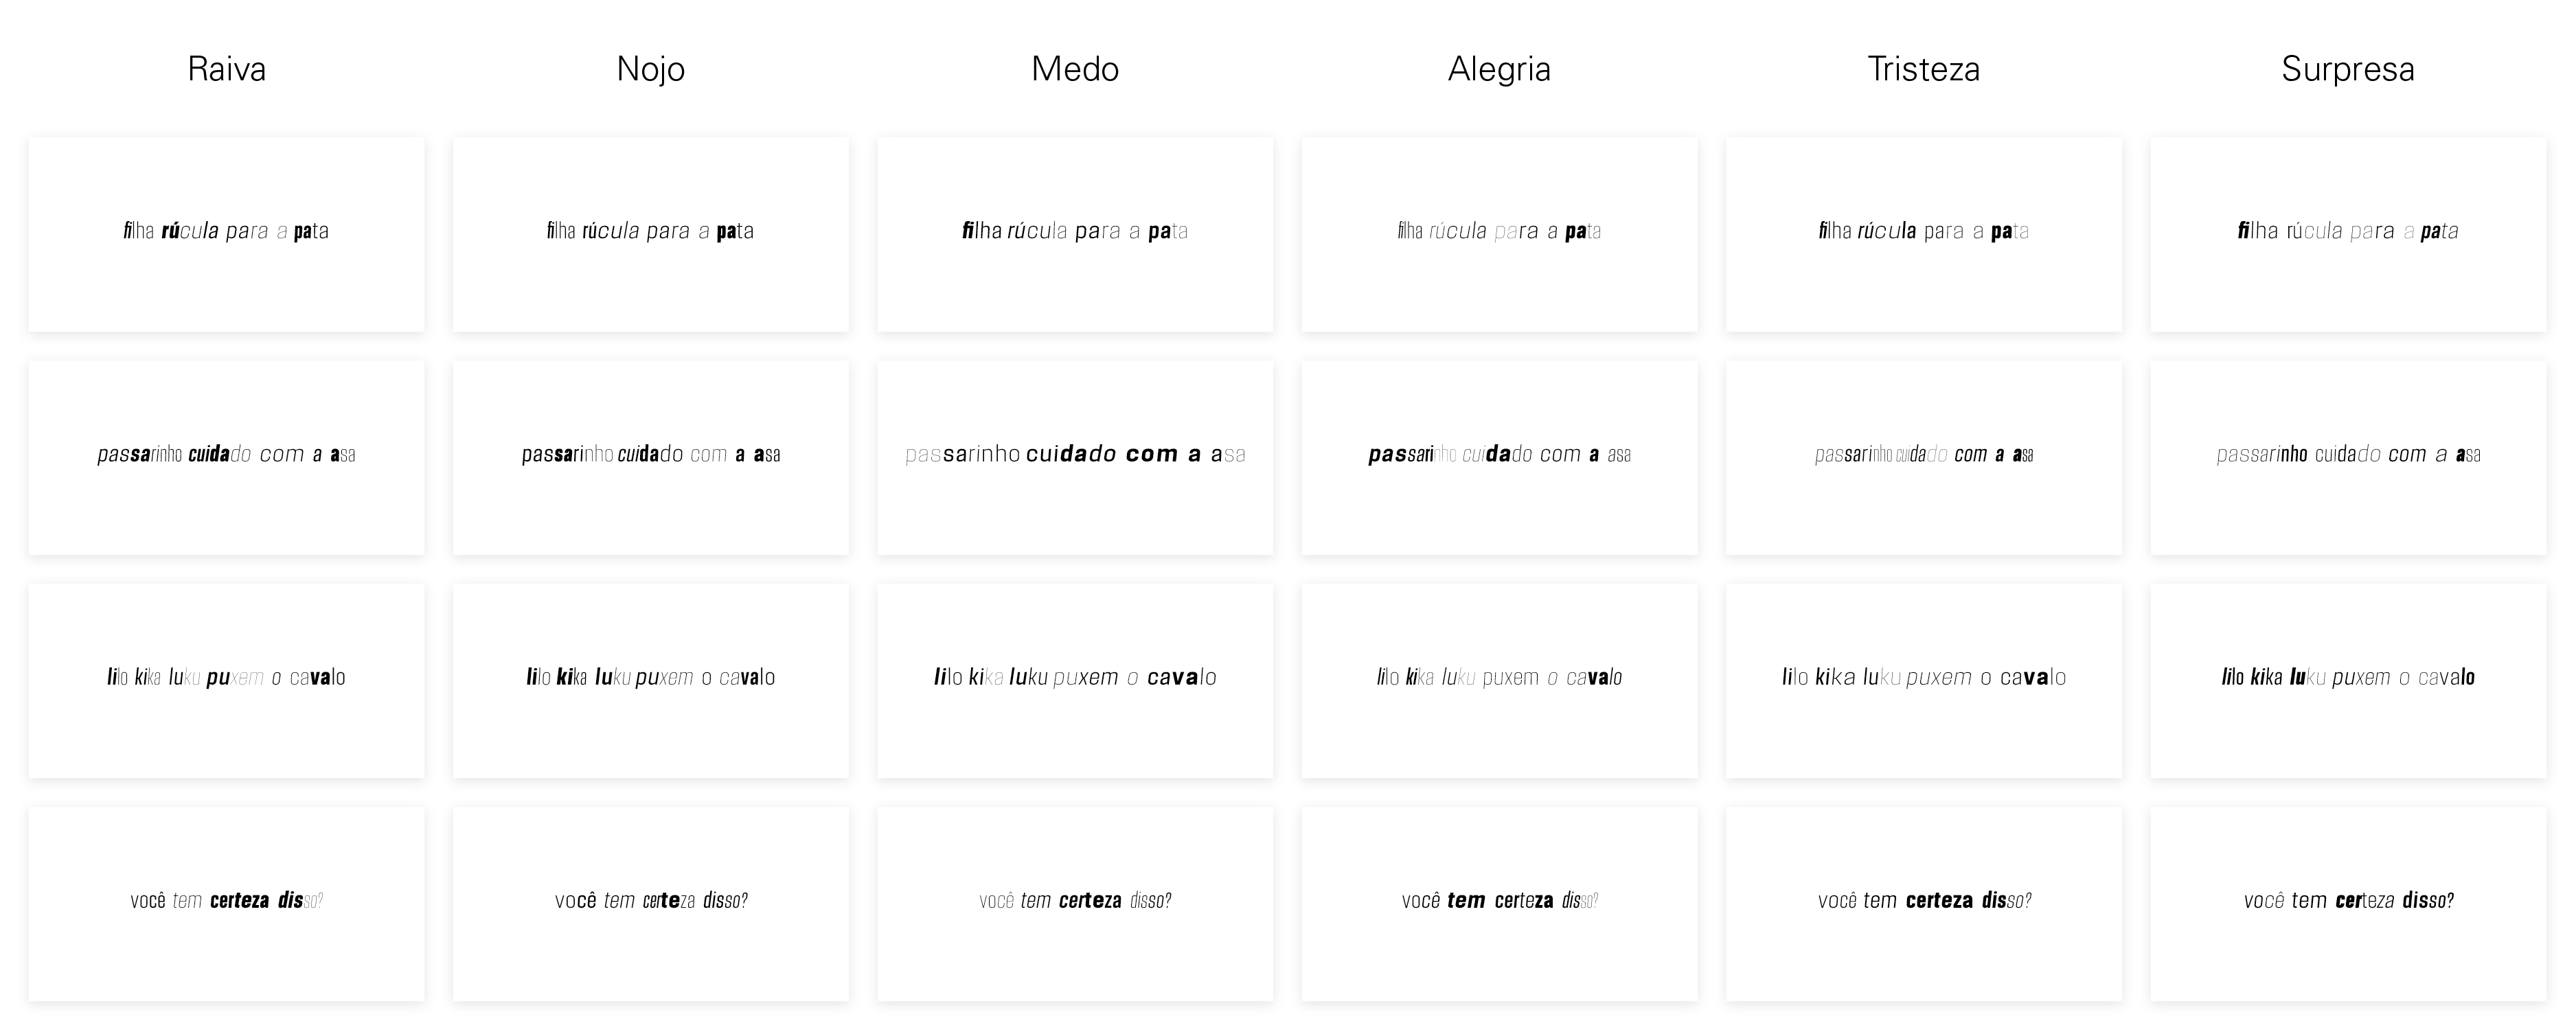 Raiva Nojo Medo Alegria Tristeza Surpresa
filha rúcula para a pata filha rúcula para a pata filha rúcula para a pata filha rúcula para a pata filha rúcula para a pata filha rúcula para a pata
passarinho cuidado com a asa passarinho cuidado com a asa passarinho cuidado com a asa passarinho cuidado com a asa passarinho cuidado com a asa passarinho cuidado com a asa
lilo kika luku puxem o cavalo lilo kika luku puxem o cavalo lilo kika luku puxem o cavalo lilo kika luku puxem o cavalo lilo kika luku puxem o cavalo lilo kika luku puxem o cavalo
você tem certeza disso? você tem certeza disso? você tem certeza disso? você tem certeza disso? você tem certeza disso? você tem certeza disso?